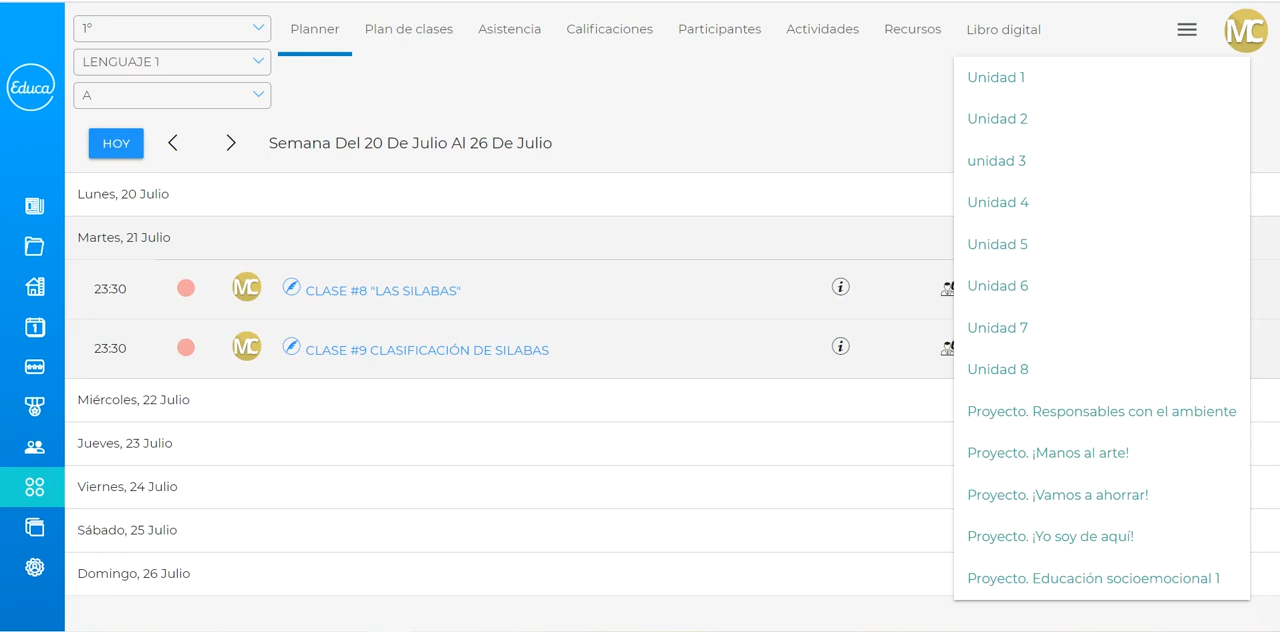 1°
Planner
Plan de clases
Asistencia
Calificaciones
Participantes
Actividades
Recursos
Libro digital
MC
LENGUAJE 1
A
Educa
HOY
Semana Del 20 De Julio Al 26 De Julio
Lunes, 20 Julio
Martes, 21 Julio
23:30
MC
CLASE #8 "LAS SILABAS"
23:30
MC
CLASE #9 CLASIFICACIÓN DE SILABAS
Miércoles, 22 Julio
Jueves, 23 Julio
Viernes, 24 Julio
Sábado, 25 Julio
Domingo, 26 Julio
Unidad 1
Unidad 2
unidad 3
Unidad 4
Unidad 5
Unidad 6
Unidad 7
Unidad 8
Proyecto. Responsables con el ambiente
Proyecto. ¡Manos al arte!
Proyecto. ¡Vamos a ahorrar!
Proyecto. ¡Yo soy de aquí!
Proyecto. Educación socioemocional 1